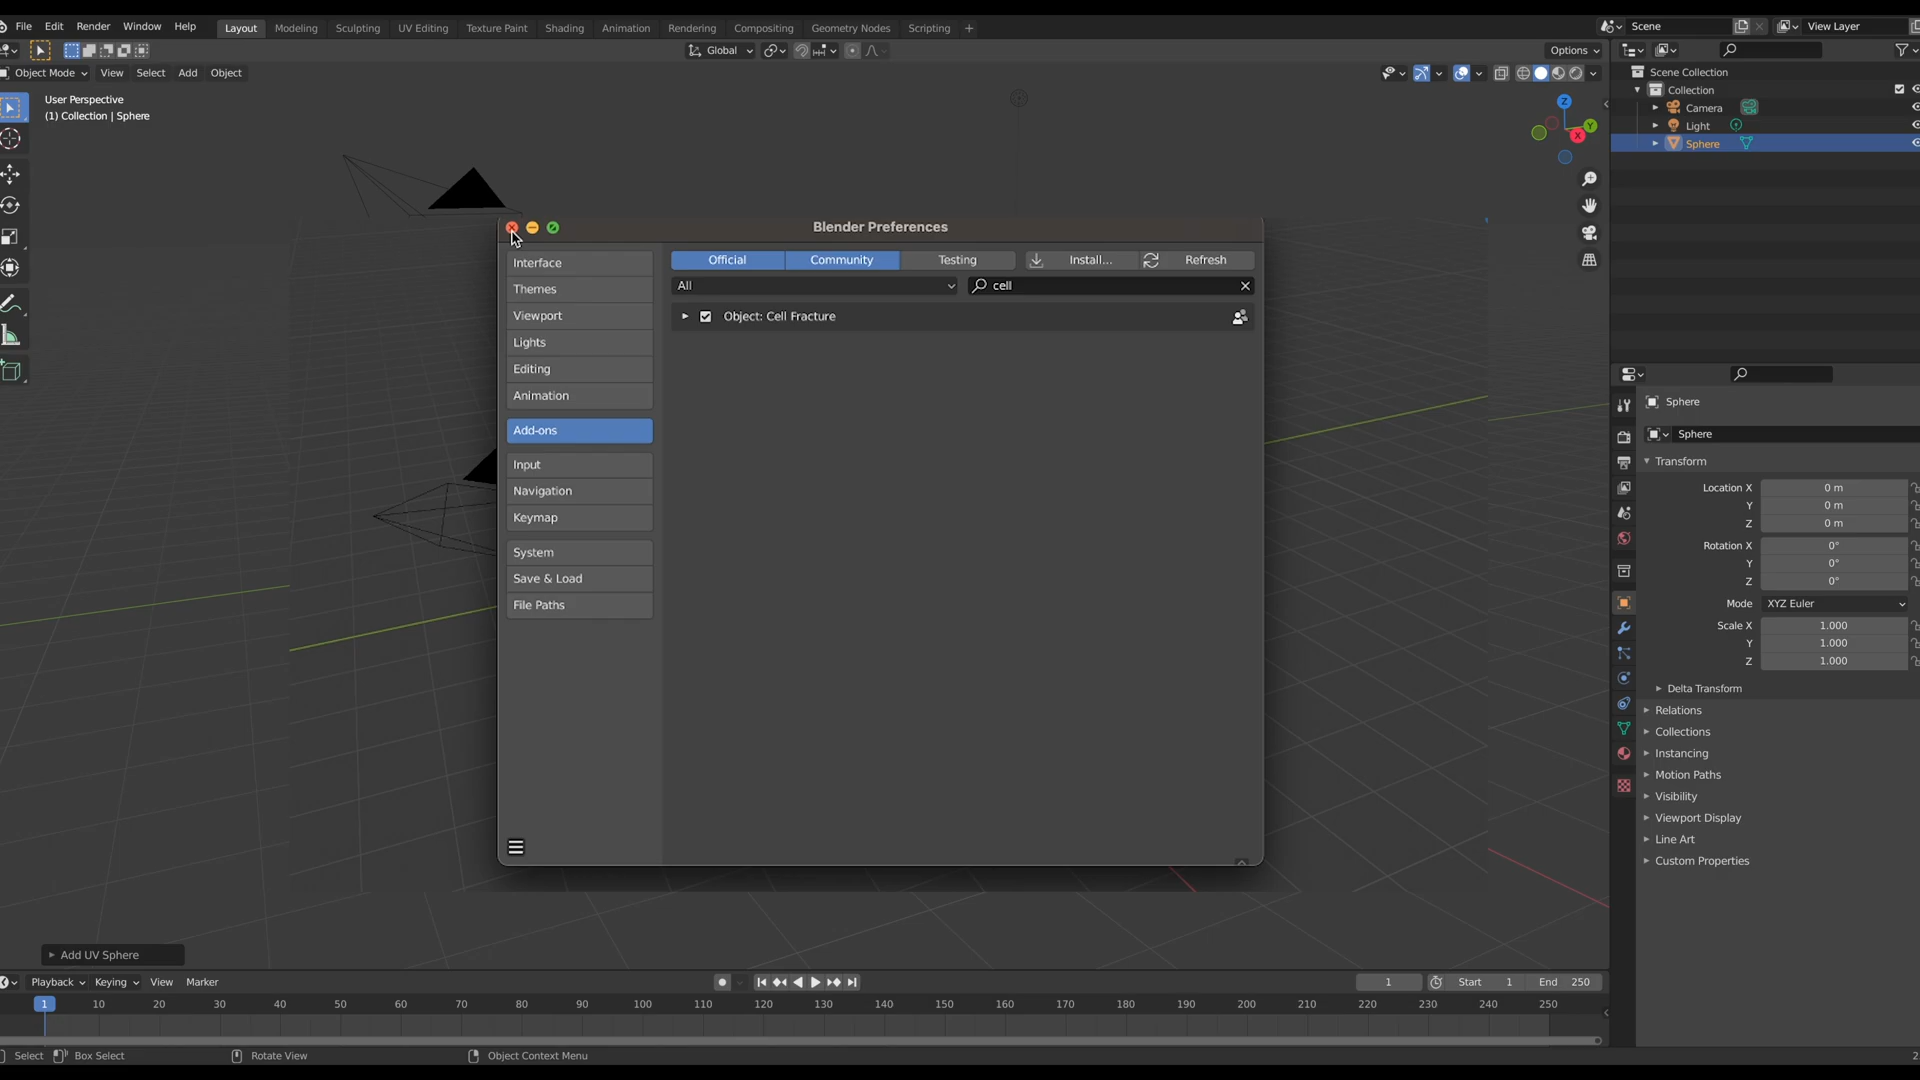 File Edit Render Window Help Layout Modeling Sculpting UV Editing Texture Paint Shading Animation Rendering Compositing Geometry Nodes Scripting + Scene View Layer
Global Options
Object Mode View Select Add Object
User Perspective
(1) Collection | Sphere
Scene Collection
Collection
Camera
Light
Sphere
Z
Y
X
Blender Preferences
Interface
Themes
Viewport
Lights
Editing
Animation
Add-ons
Input
Navigation
Keymap
System
Save & Load
File Paths
Official Community Testing Install... Refresh
All cell
Object: Cell Fracture
Sphere
Sphere
Transform
Location X 0 m
Y 0 m
Z 0 m
Rotation X 0°
Y 0°
Z 0°
Mode XYZ Euler
Scale X 1.000
Y 1.000
Z 1.000
Delta Transform
Relations
Collections
Instancing
Motion Paths
Visibility
Viewport Display
Line Art
Custom Properties
Add UV Sphere
Playback Keying View Marker 1 Start 1 End 250
1 10 20 30 40 50 60 70 80 90 100 110 120 130 140 150 160 170 180 190 200 210 220 230 240 250
Select Box Select Rotate View Object Context Menu